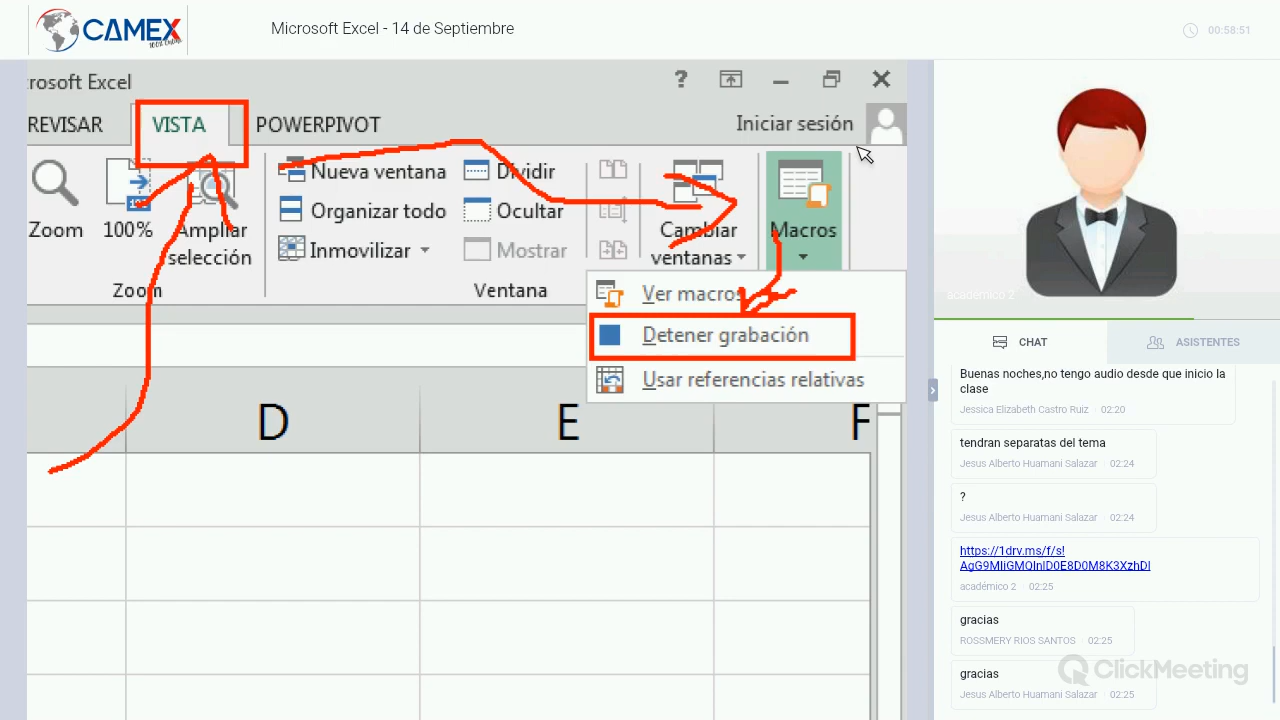 CAMEX
Microsoft Excel - 14 de Septiembre
00:58:51
rosoft Excel
?
REVISAR
VISTA
POWERPIVOT
Iniciar sesión
Zoom
100%
Ampliar
selección
Zoom
Nueva ventana
Organizar todo
Inmovilizar
Dividir
Ocultar
Mostrar
Ventana
Cambiar
ventanas
Macros
Ver macros
Detener grabación
Usar referencias relativas
D
E
F
académico 2
CHAT
ASISTENTES
Buenas noches,no tengo audio desde que inicio la
clase
Jessica Elizabeth Castro Ruiz 02:20
tendran separatas del tema
Jesus Alberto Huamani Salazar 02:24
?
Jesus Alberto Huamani Salazar 02:24
https://1drv.ms/f/s!
académico 2 02:25
gracias
ROSSMERY RIOS SANTOS 02:25
gracias
Jesus Alberto Huamani Salazar 02:25
ClickMeeting